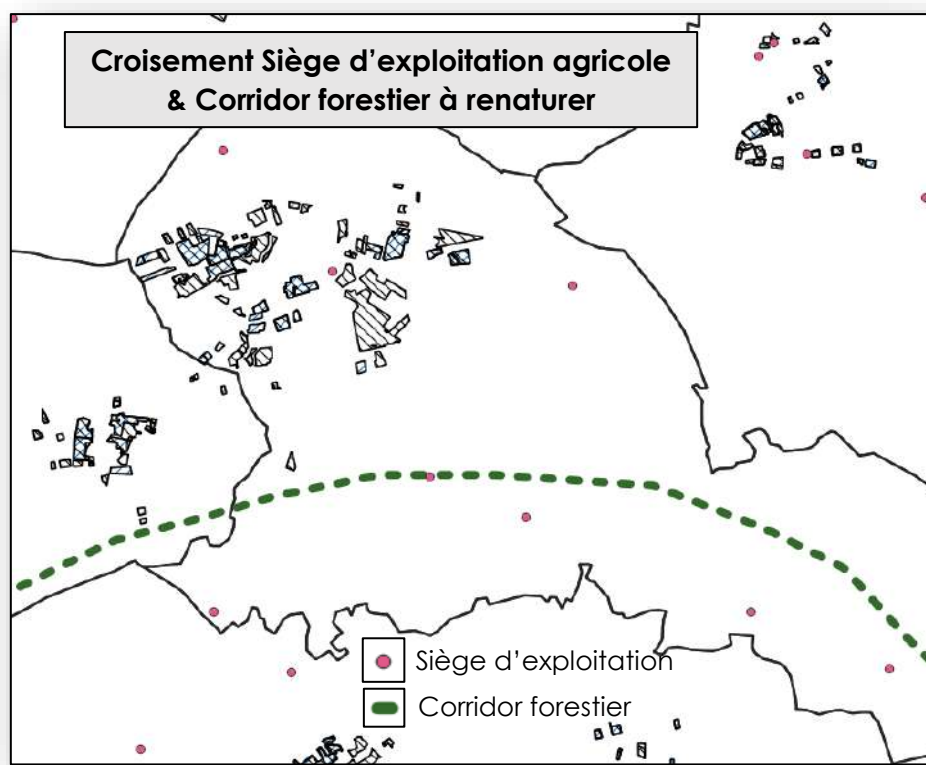 Croisement Siège d'exploitation agricole
& Corridor forestier à renaturer
Siège d'exploitation
Corridor forestier